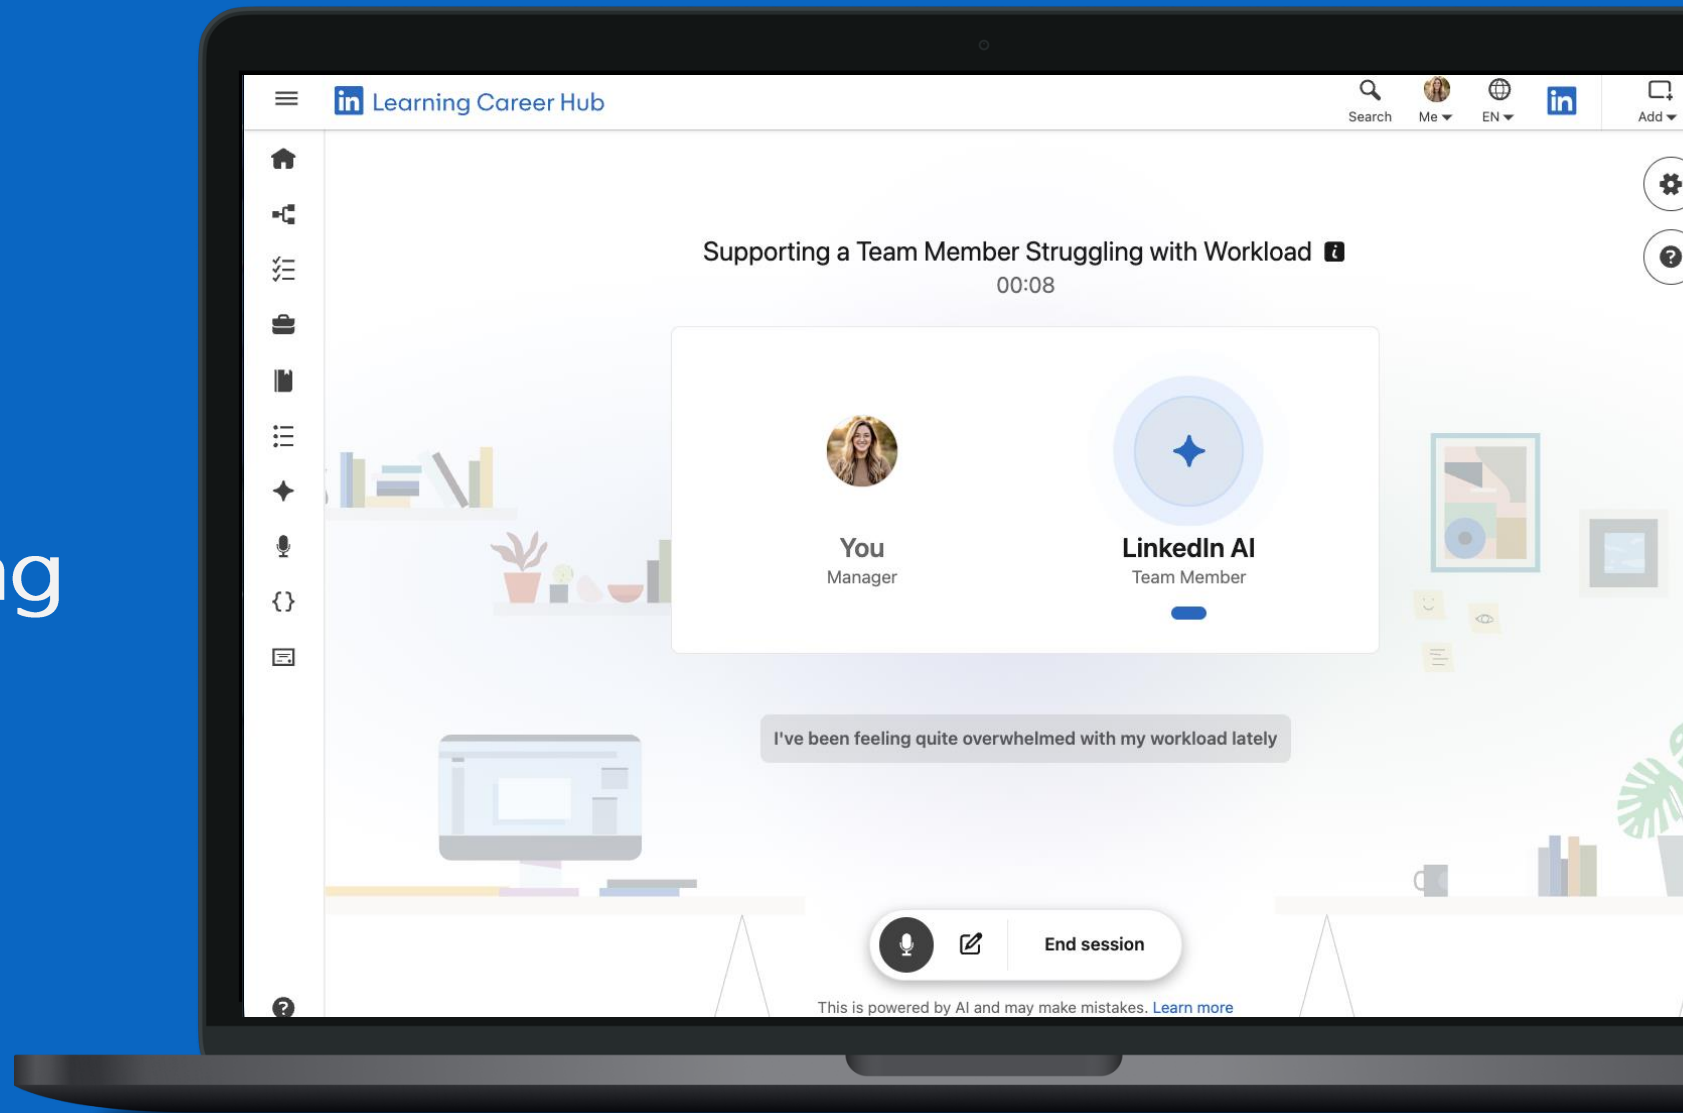 in Learning Career Hub
Search
Me
EN
in
Add
Supporting a Team Member Struggling with Workload
00:08
You
Manager
LinkedIn AI
Team Member
I've been feeling quite overwhelmed with my workload lately
End session
This is powered by AI and may make mistakes. Learn more